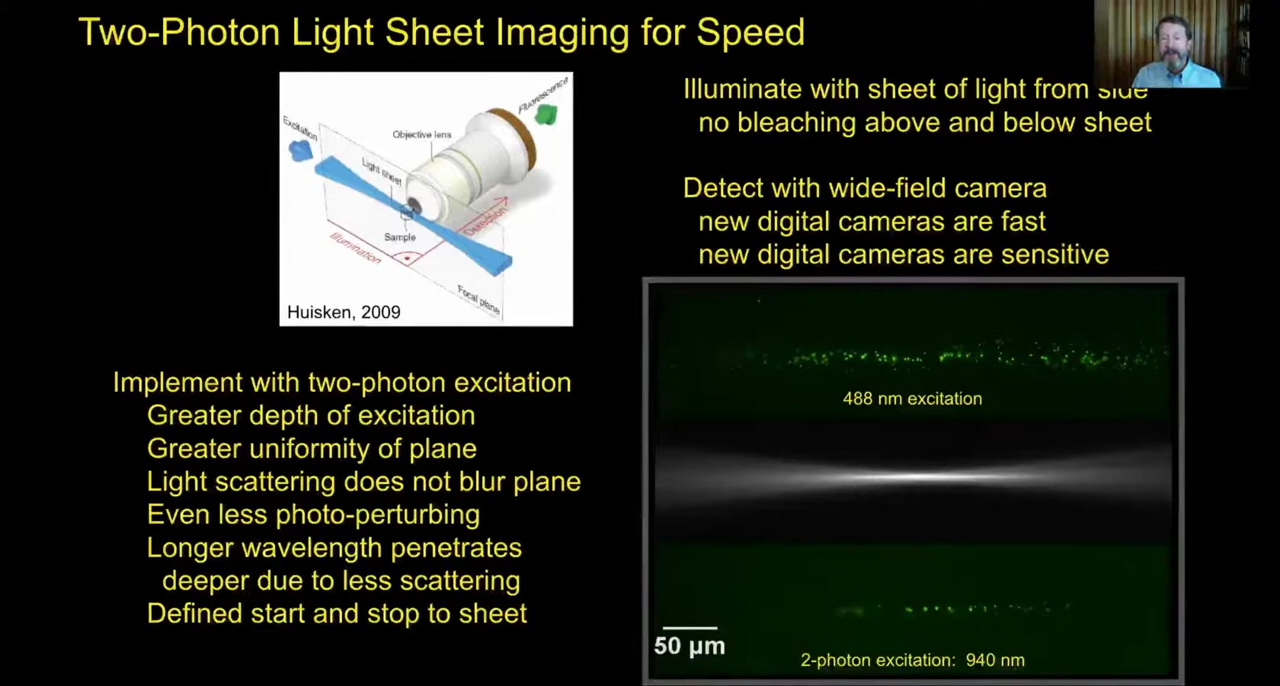 Two-Photon Light Sheet Imaging for Speed
Excitation
Light sheet
Objective lens
Fluorescence
Sample
Illumination
Detection
Focal plane
Huisken, 2009
Illuminate with sheet of light from side
no bleaching above and below sheet
Detect with wide-field camera
new digital cameras are fast
new digital cameras are sensitive
Implement with two-photon excitation
Greater depth of excitation
Greater uniformity of plane
Light scattering does not blur plane
Even less photo-perturbing
Longer wavelength penetrates
deeper due to less scattering
Defined start and stop to sheet
488 nm excitation
50 µm
2-photon excitation: 940 nm